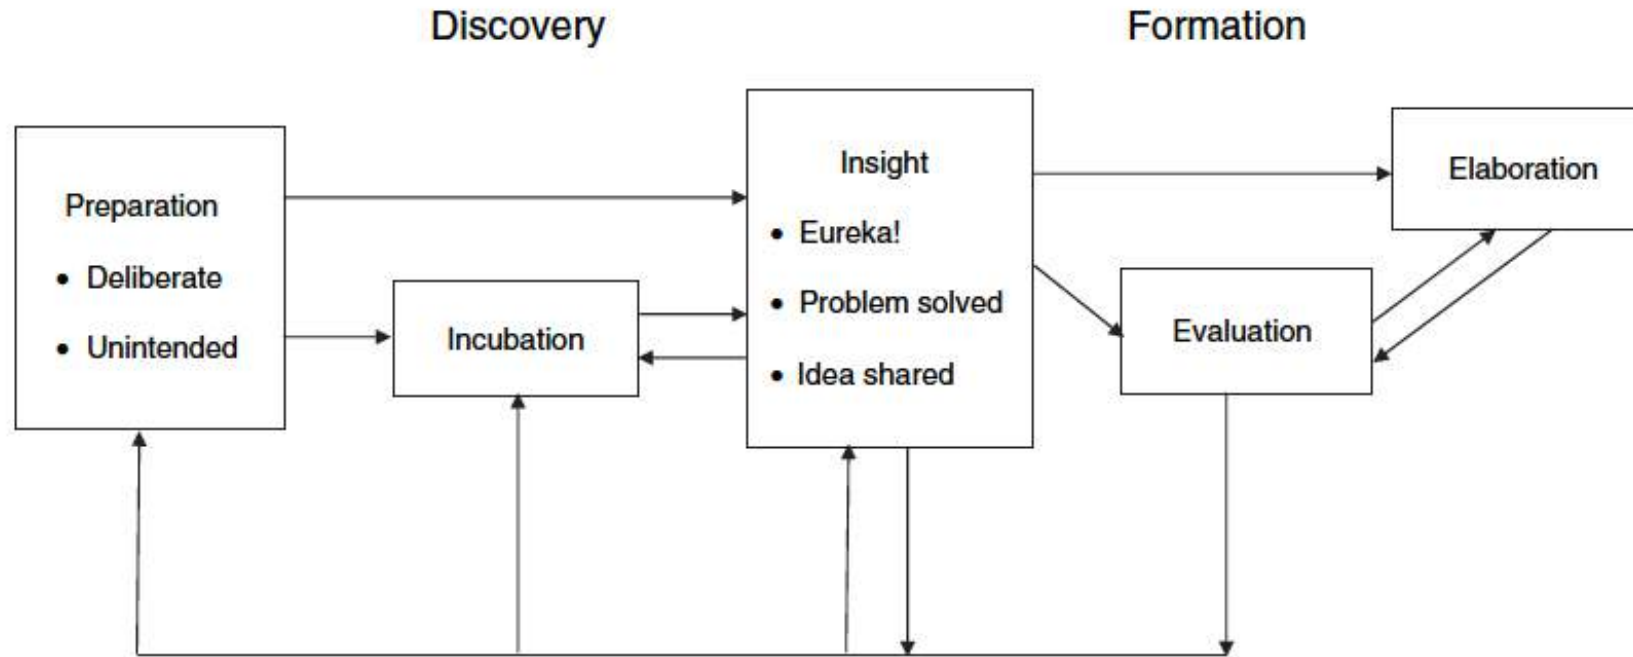 Discovery
Formation
Preparation
• Deliberate
• Unintended
Incubation
Insight
• Eureka!
• Problem solved
• Idea shared
Evaluation
Elaboration